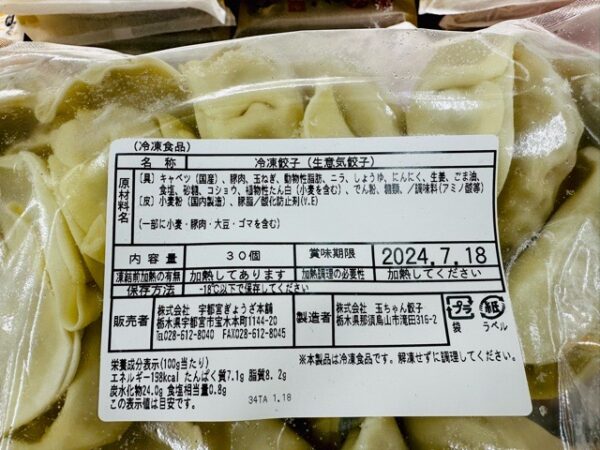 (冷凍食品)
名 称 冷凍餃子(生意気餃子)
原材料名
[具] キャベツ(国産)、豚肉、玉ねぎ、動物性脂肪、ニラ、しょうゆ、にんにく、生姜、ごま油、
食塩、砂糖、コショウ、植物性たん白(小麦を含む)、でん粉、糖類、/調味料(アミノ酸等)
[皮] 小麦粉(国内製造)、豚脂/酸化防止剤(V.E)
(一部に小麦・豚肉・大豆・ゴマを含む)
内 容 量 30個 賞味期限 2024.7.18
凍結前加熱の有無 加熱してあります 加熱調理の必要性 加熱してください
保存方法 -18℃以下で保存してください
販売者 株式会社 宇都宮ぎょうざ本舗
栃木県宇都宮市宝木本町1144-20
TEL028-612-8040 FAX028-612-8045
製造者 株式会社 玉ちゃん餃子
栃木県那須烏山市滝田316-2
プラ 紙
袋 ラベル
※本製品は冷凍食品です。解凍せずに調理してください。
栄養成分表示(100g当たり)
エネルギー198kcal たんぱく質7.1g 脂質8.2g
炭水化物24.0g 食塩相当量0.8g
この表示値は目安です。
34TA 1.18